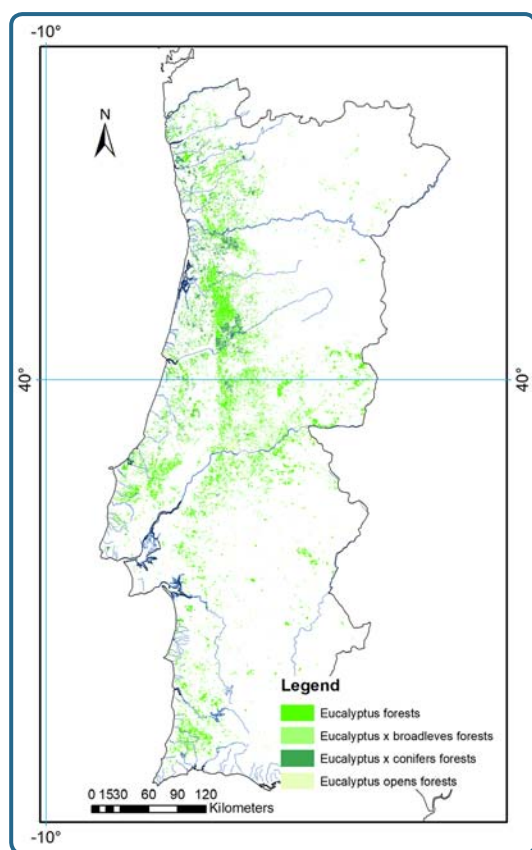 -10°
N
40°
40°
Legend
Eucalyptus forests
Eucalyptus x broadleves forests
Eucalyptus x conifers forests
Eucalyptus opens forests
0 1530 60 90 120
Kilometers
-10°